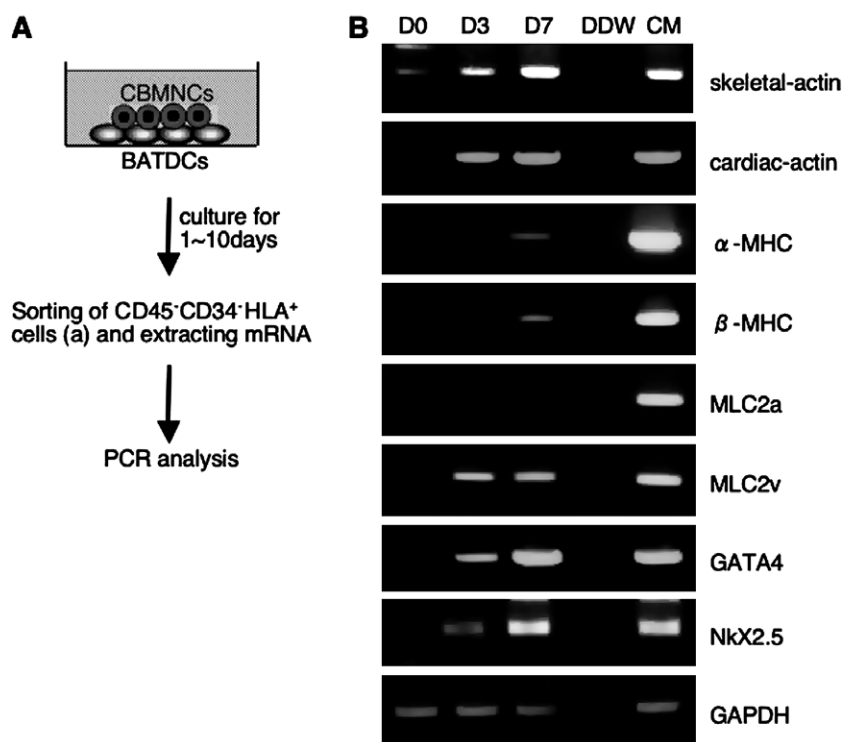 A
CBMNCs
BATDCs
culture for
1~10days
Sorting of CD45⁻CD34⁻HLA⁺
cells (a) and extracting mRNA
PCR analysis
B
D0 D3 D7 DDW CM
skeletal-actin
cardiac-actin
α-MHC
β-MHC
MLC2a
MLC2v
GATA4
NkX2.5
GAPDH